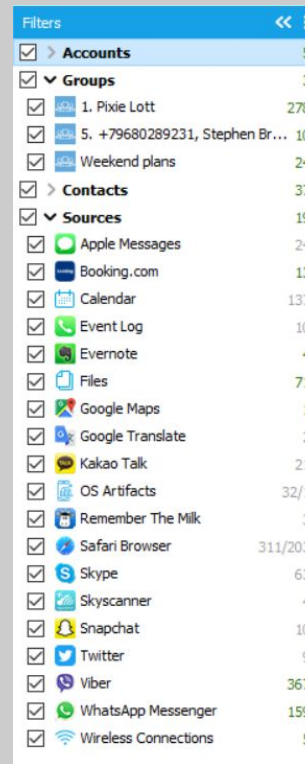 Filters
Accounts
Groups
1. Pixie Lott 278
5. +79680289231, Stephen Br... 10
Weekend plans
Contacts
Sources
Apple Messages
Booking.com
Calendar
Event Log
Evernote
Files
Google Maps
Google Translate
Kakao Talk
OS Artifacts
Remember The Milk
Safari Browser
Skype
Skyscanner
Snapchat
Twitter
Viber
WhatsApp Messenger
Wireless Connections